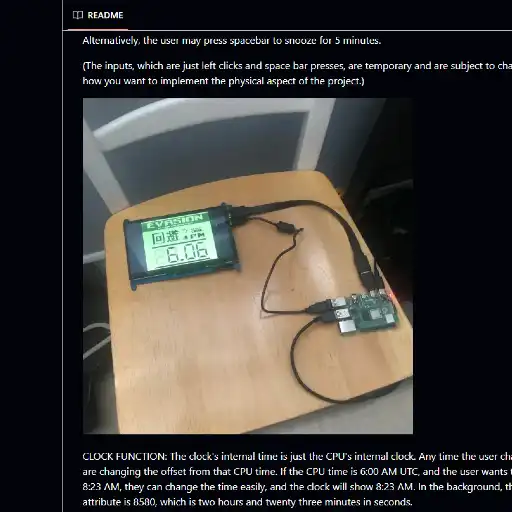 README
Alternatively, the user may press spacebar to snooze for 5 minutes.
(The inputs, which are just left clicks and space bar presses, are temporary and are subject to cha
how you want to implement the physical aspect of the project.)
EVASION
回避
6.06
CLOCK FUNCTION: The clock's internal time is just the CPU's internal clock. Any time the user cha
are changing the offset from that CPU time. If the CPU time is 6:00 AM UTC, and the user wants t
8:23 AM, they can change the time easily, and the clock will show 8:23 AM. In the background, th
attribute is 8580, which is two hours and twenty three minutes in seconds.